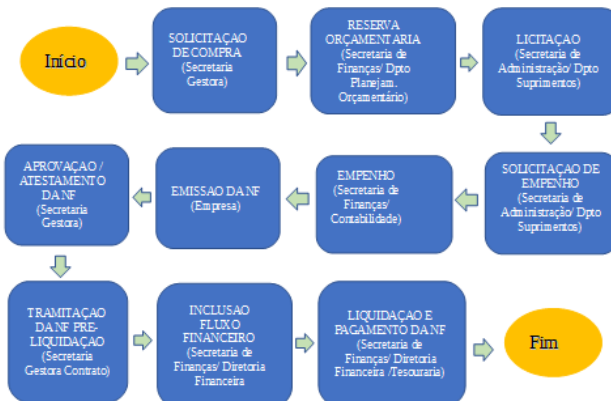 Início
SOLICITAÇAO
DE COMPRA
(Secretaria
Gestora)
RESERVA
ORÇAMENTARIA
(Secretaria de
Finanças/ Dpto
Planejam.
Orçamentário)
LICITAÇAO
(Secretaria de
Administração/ Dpto
Suprimentos)
SOLICITAÇAO DE
EMPENHO
(Secretaria de
Administração/ Dpto
Suprimentos)
EMPENHO
(Secretaria de
Finanças/
Contabilidade)
EMISSAO DA NF
(Empresa)
APROVAÇAO /
ATESTAMENTO
DA NF
(Secretaria
Gestora)
TRAMITAÇAO
DA NF PRE-
LIQUIDAÇAO
(Secretaria
Gestora Contrato)
INCLUSAO
FLUXO
FINANCEIRO
(Secretaria de
Finanças/ Diretoria
Financeira
LIQUIDAÇAO E
PAGAMENTO DA NF
(Secretaria de
Finanças/ Diretoria
Financeira /Tesouraria)
Fim